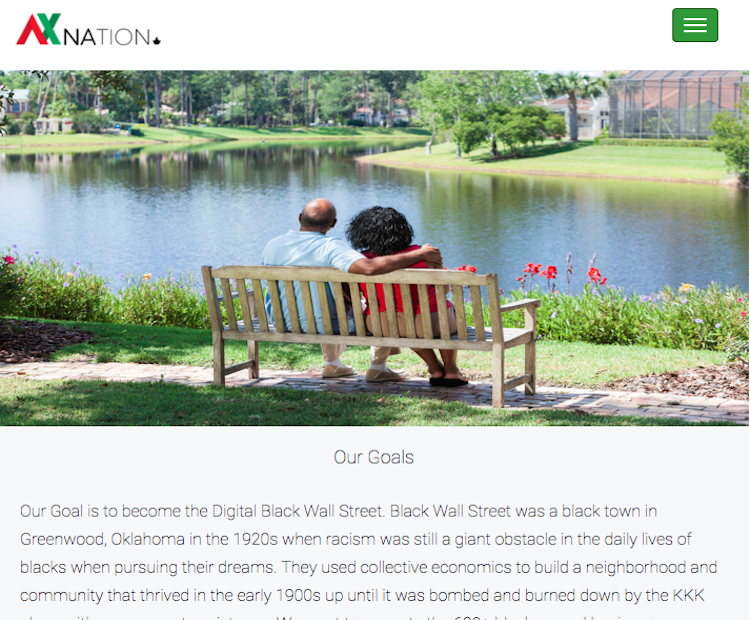 AXNATION
Our Goals
Our Goal is to become the Digital Black Wall Street. Black Wall Street was a black town in
Greenwood, Oklahoma in the 1920s when racism was still a giant obstacle in the daily lives of
blacks when pursuing their dreams. They used collective economics to build a neighborhood and
community that thrived in the early 1900s up until it was bombed and burned down by the KKK